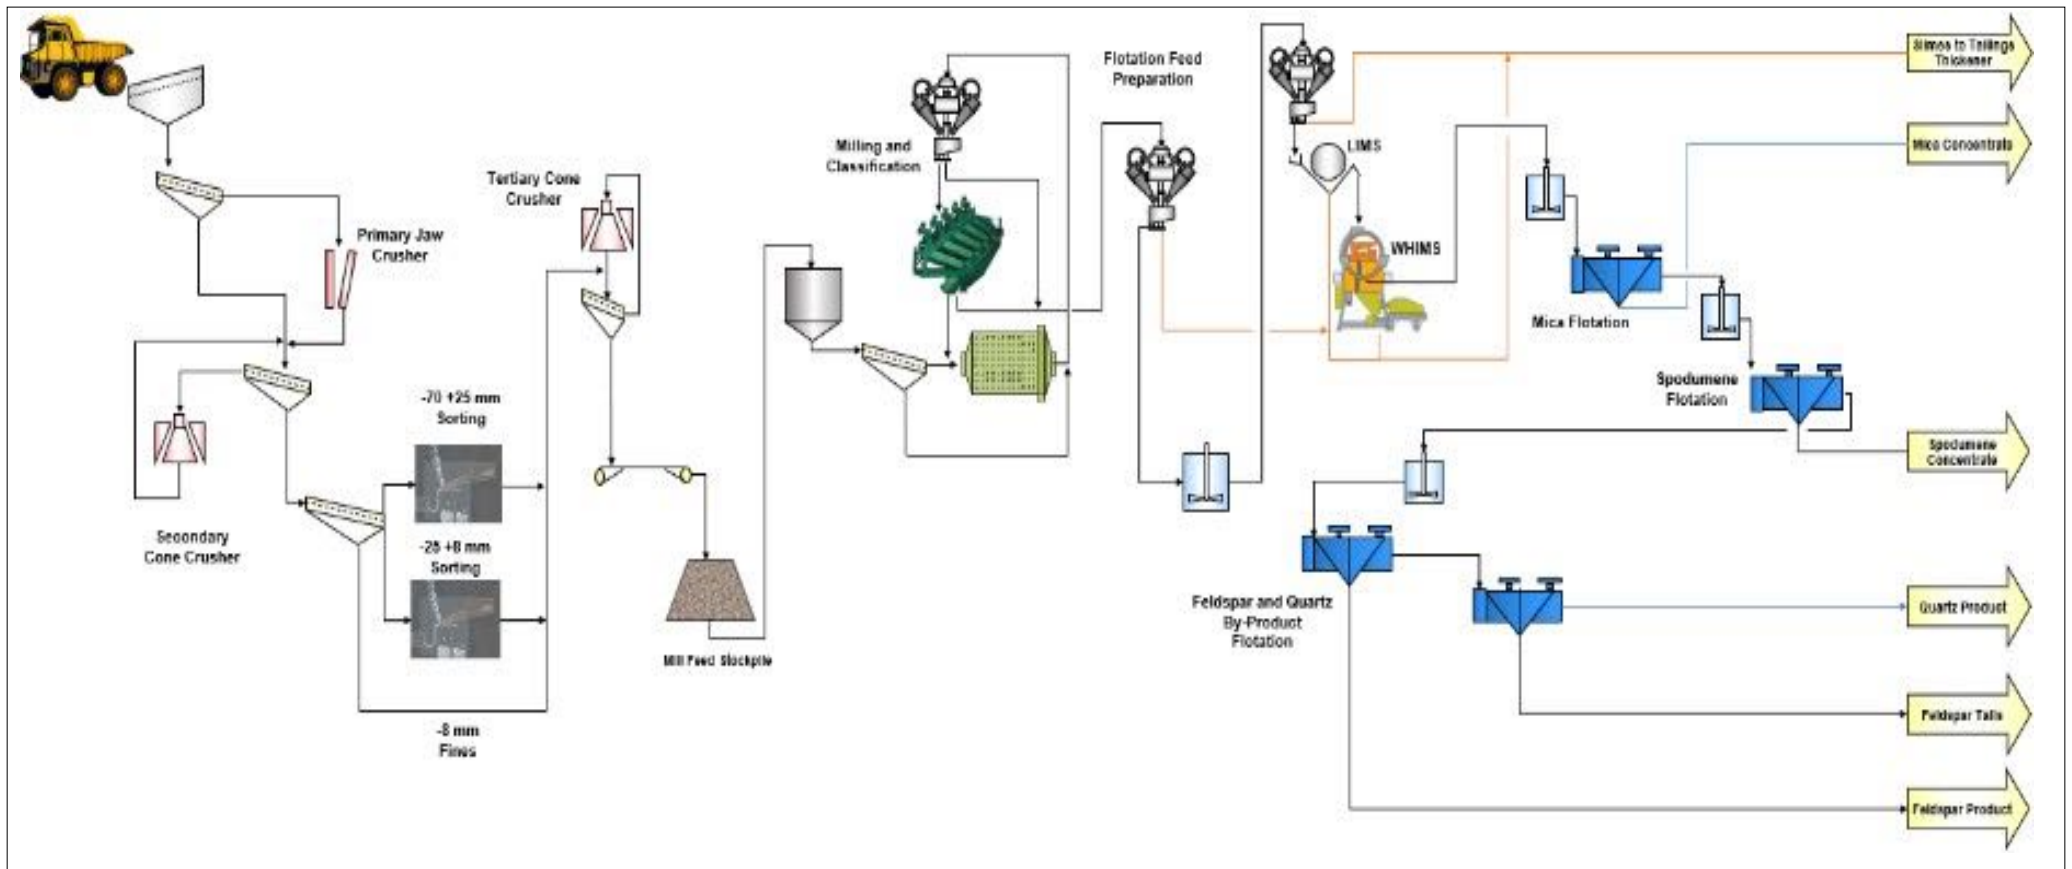 Primary Jaw
Crusher
Secondary
Cone Crusher
-70 +25 mm
Sorting
-25 +8 mm
Sorting
-8 mm
Fines
Tertiary Cone
Crusher
Mill Feed Stockpile
Milling and
Classification
Flotation Feed
Preparation
LIMS
WHIMS
Mica Flotation
Spodumene
Flotation
Feldspar and Quartz
By-Product
Flotation
Slimes to Tailings
Thickener
Mica Concentrate
Spodumene
Concentrate
Quartz Product
Feldspar Tails
Feldspar Product